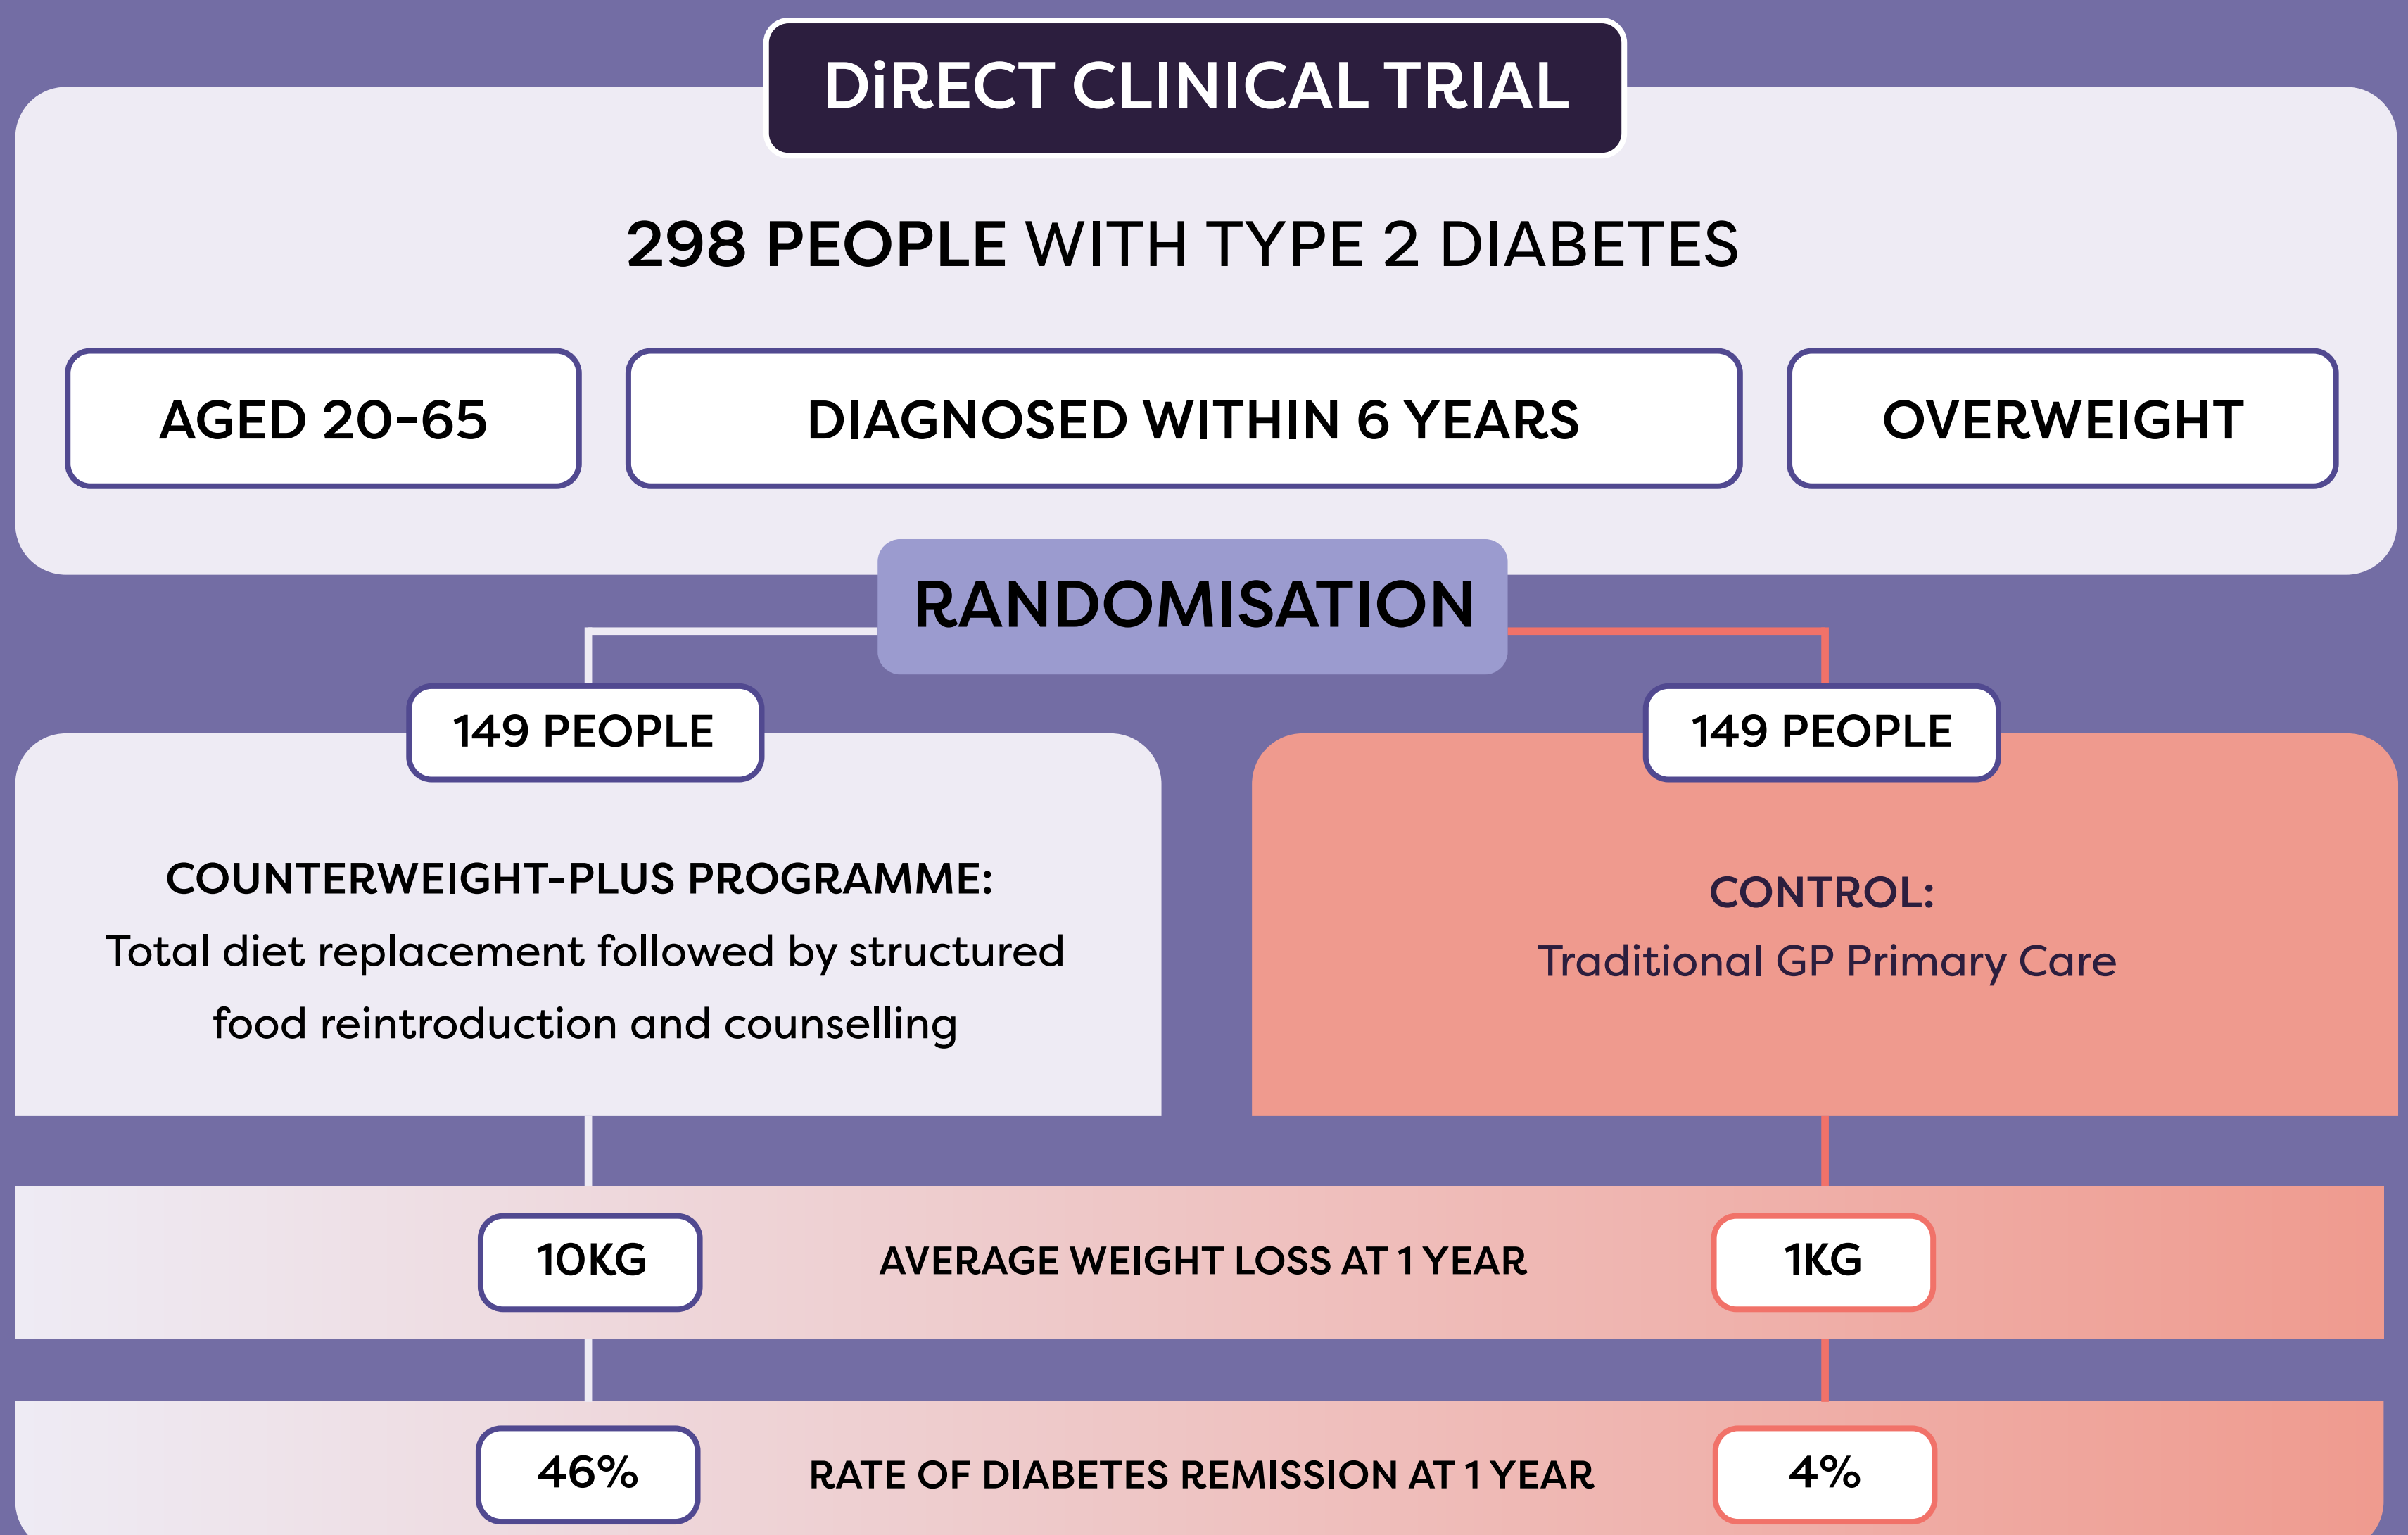 DiRECT CLINICAL TRIAL
298 PEOPLE WITH TYPE 2 DIABETES
AGED 20-65
DIAGNOSED WITHIN 6 YEARS
OVERWEIGHT
RANDOMISATION
149 PEOPLE
149 PEOPLE
COUNTERWEIGHT-PLUS PROGRAMME:
Total diet replacement followed by structured
food reintroduction and counselling
CONTROL:
Traditional GP Primary Care
10KG
AVERAGE WEIGHT LOSS AT 1 YEAR
1KG
46%
RATE OF DIABETES REMISSION AT 1 YEAR
4%